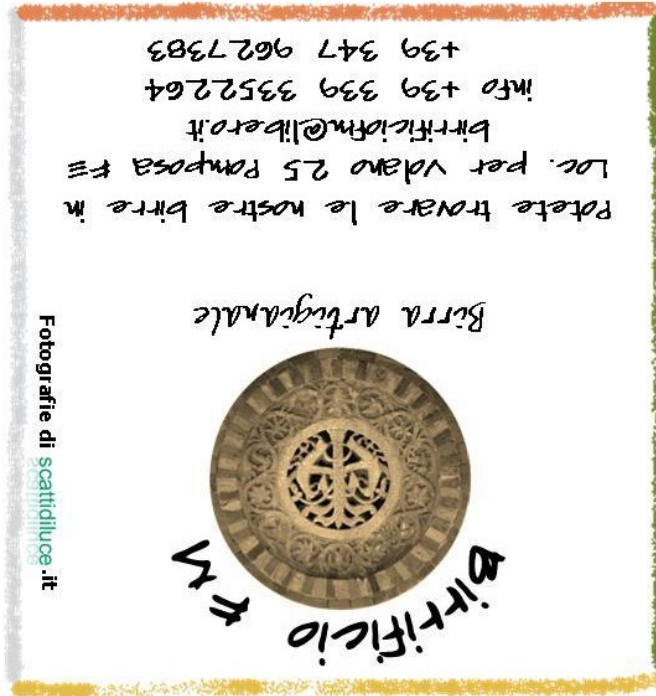 Birrificio FM
Birra artigianale
Potete trovare le nostre birre in
Loc. per Volano 25 Pomposa FE
birrificiofm@libero.it
info +39 339 3352264
+39 347 9627383
Fotografie di scattidiluce.it